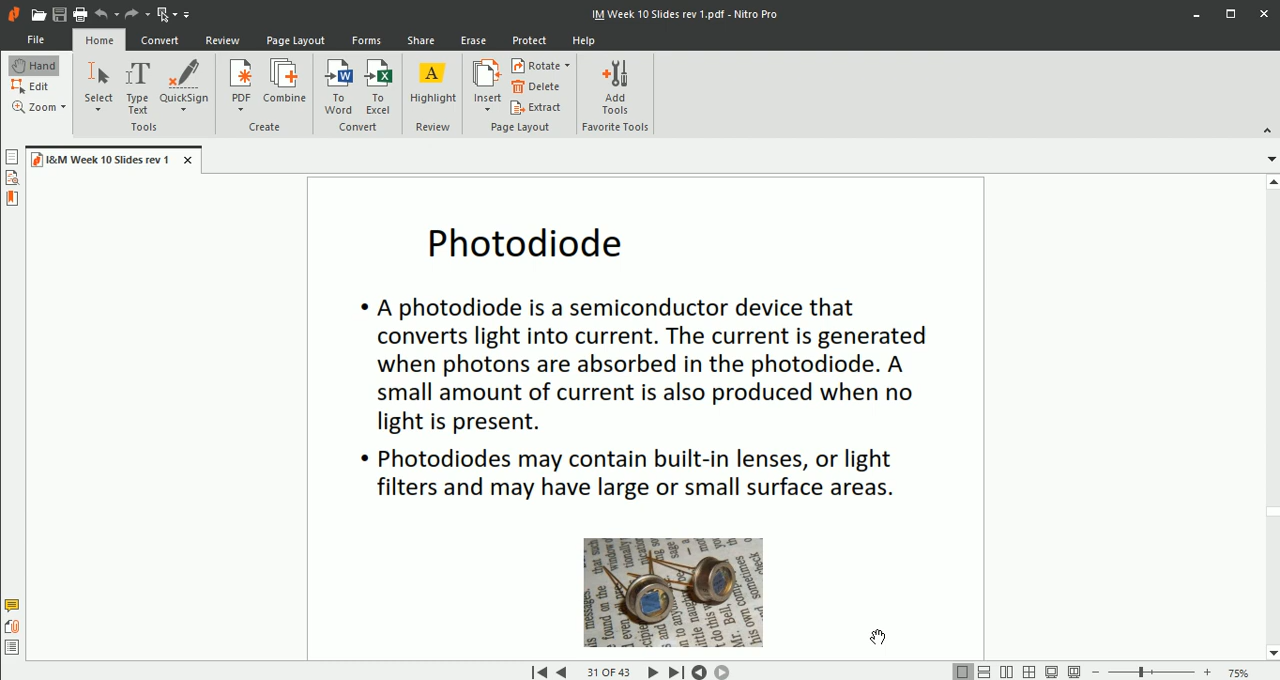 IM Week 10 Slides rev 1.pdf - Nitro Pro
File Home Convert Review Page Layout Forms Share Erase Protect Help
Hand
Edit
Zoom
Select
Type Text
QuickSign
Tools
PDF
Combine
Create
To Word
To Excel
Convert
A
Highlight
Review
Insert
Rotate
Delete
Extract
Page Layout
Add Tools
Favorite Tools
I&M Week 10 Slides rev 1
Photodiode
• A photodiode is a semiconductor device that
converts light into current. The current is generated
when photons are absorbed in the photodiode. A
small amount of current is also produced when no
light is present.
• Photodiodes may contain built-in lenses, or light
filters and may have large or small surface areas.
31 OF 43
75%